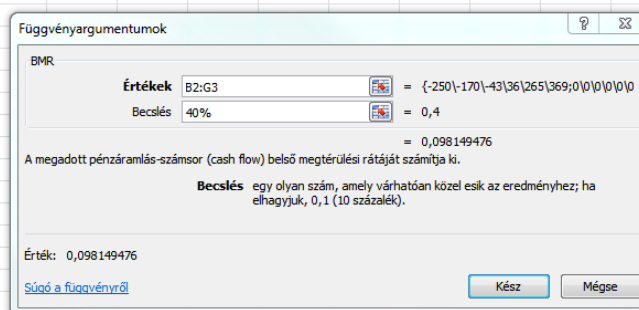 Függvényargumentumok
BMR
Értékek B2:G3 = {-250\-170\-43\36\265\369;0\0\0\0\0\0
Becslés 40% = 0,4
= 0,098149476
A megadott pénzáramlás-számsor (cash flow) belső megtérülési rátáját számítja ki.
Becslés egy olyan szám, amely várhatóan közel esik az eredményhez; ha
elhagyjuk, 0,1 (10 százalék).
Érték: 0,098149476
Súgó a függvényről Kész Mégse